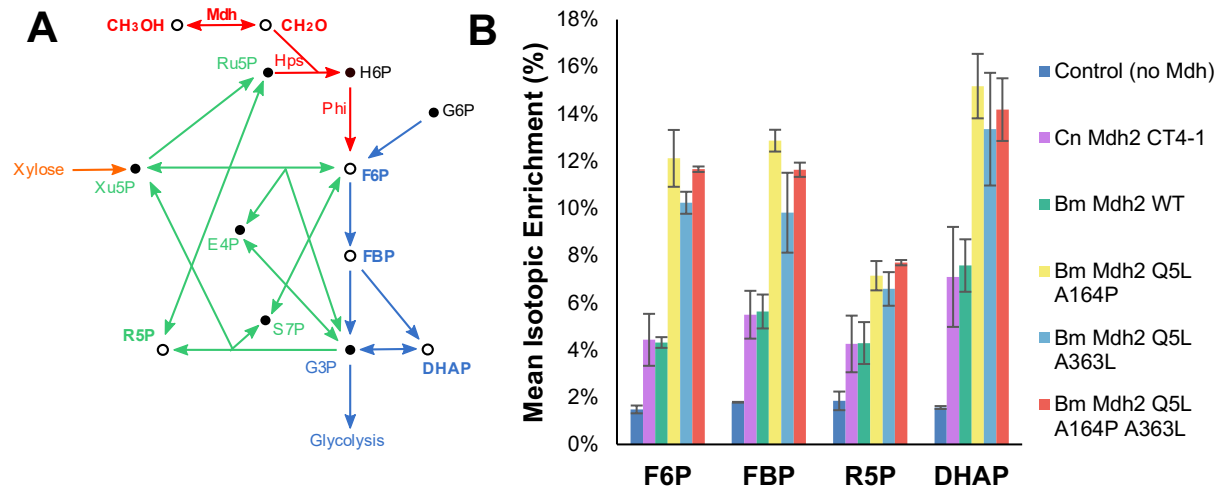 A
CH3OH
Mdh
CH2O
Ru5P
Hps
H6P
Phi
G6P
Xylose
Xu5P
F6P
E4P
FBP
S7P
R5P
G3P
DHAP
Glycolysis
B
Mean Isotopic Enrichment (%)
18%
16%
14%
12%
10%
8%
6%
4%
2%
0%
F6P FBP R5P DHAP
Control (no Mdh)
Cn Mdh2 CT4-1
Bm Mdh2 WT
Bm Mdh2 Q5L
A164P
Bm Mdh2 Q5L
A363L
Bm Mdh2 Q5L
A164P A363L